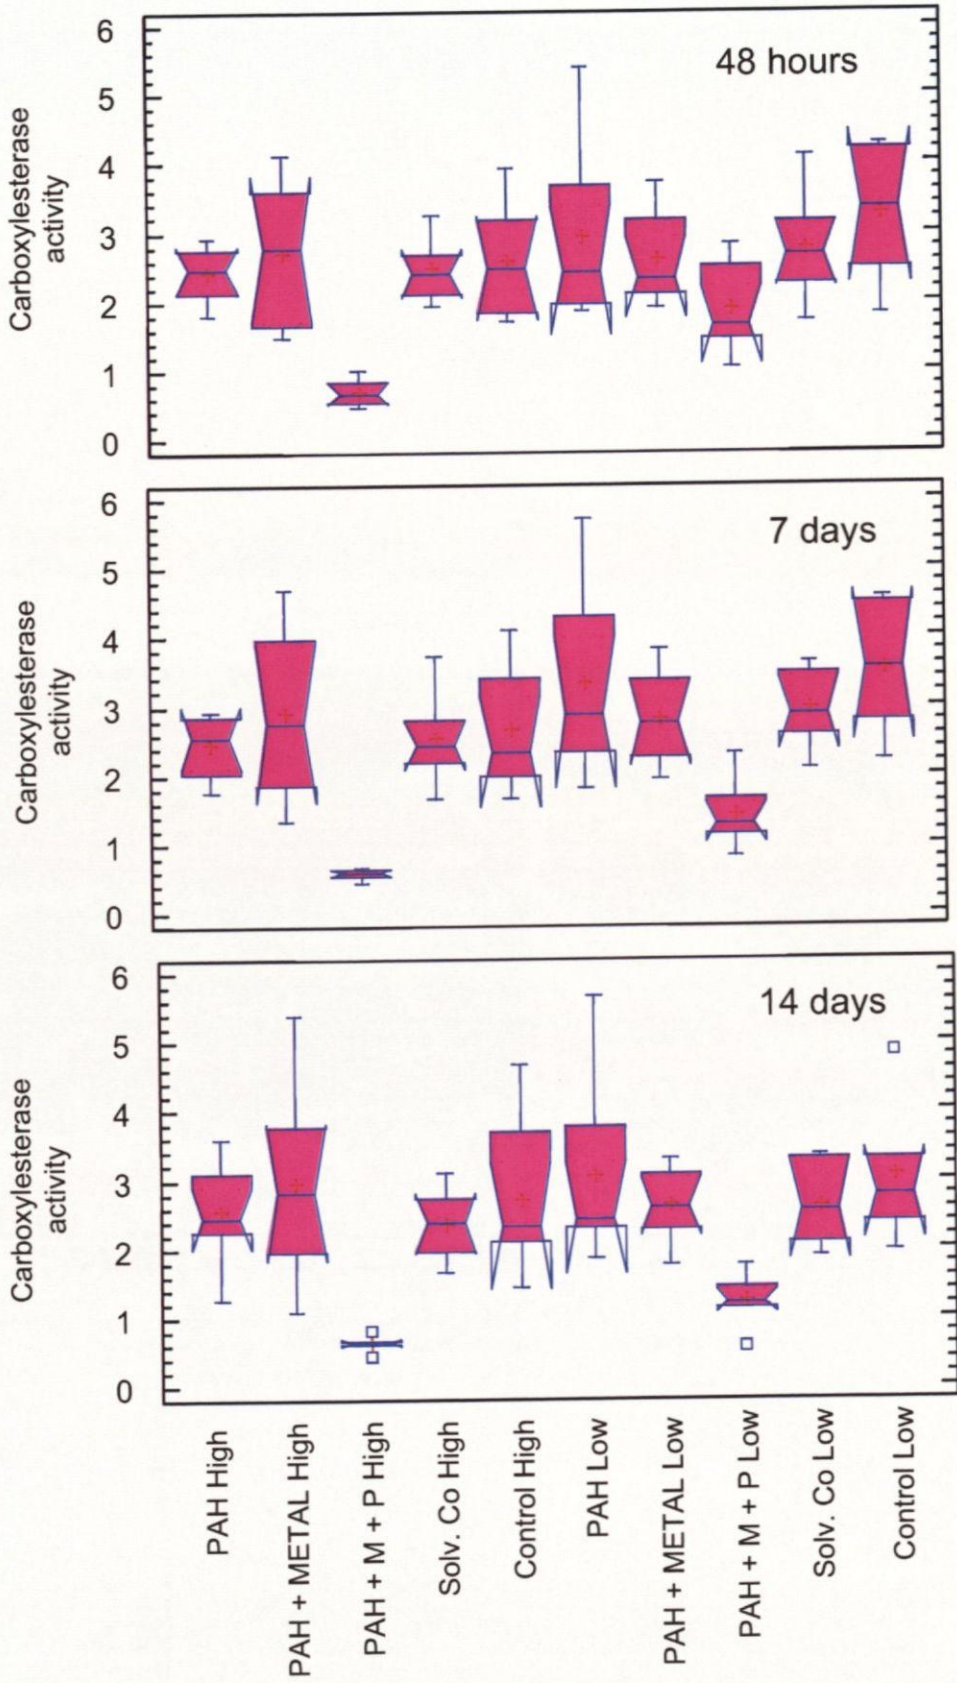 48 hours
Carboxylesterase
activity
6
5
4
3
2
1
0
7 days
Carboxylesterase
activity
6
5
4
3
2
1
0
14 days
Carboxylesterase
activity
6
5
4
3
2
1
0
PAH High
PAH + METAL High
PAH + M + P High
Solv. Co High
Control High
PAH Low
PAH + METAL Low
PAH + M + P Low
Solv. Co Low
Control Low